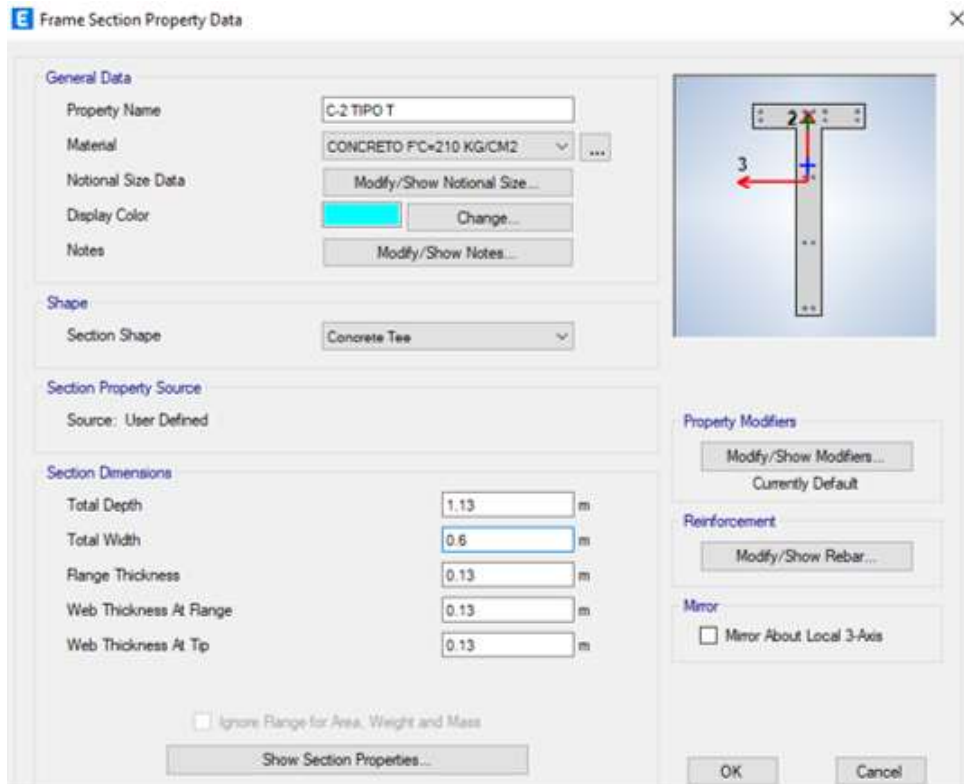 E Frame Section Property Data
General Data
Property Name C-2 TIPO T
Material CONCRETO F'C=210 KG/CM2 ...
Notional Size Data Modify/Show Notional Size...
Display Color Change...
Notes Modify/Show Notes...
2
3
Shape
Section Shape Concrete Tee
Section Property Source
Source: User Defined
Property Modifiers
Modify/Show Modifiers...
Currently Default
Section Dimensions
Total Depth 1.13 m
Total Width 0.6 m
Flange Thickness 0.13 m
Web Thickness At Flange 0.13 m
Web Thickness At Tip 0.13 m
Reinforcement
Modify/Show Rebar...
Mirror
Mirror About Local 3-Axis
Ignore Flange for Area, Weight and Mass
Show Section Properties...
OK Cancel